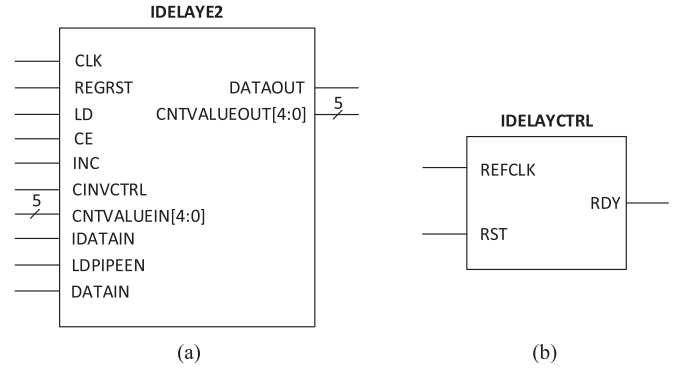 IDELAYE2
CLK
REGRST
LD
CE
INC
CINVCTRL
5
CNTVALUEIN[4:0]
IDATAIN
LDPIPEEN
DATAIN
DATAOUT
CNTVALUEOUT[4:0]
5
(a)
IDELAYCTRL
REFCLK
RST
RDY
(b)